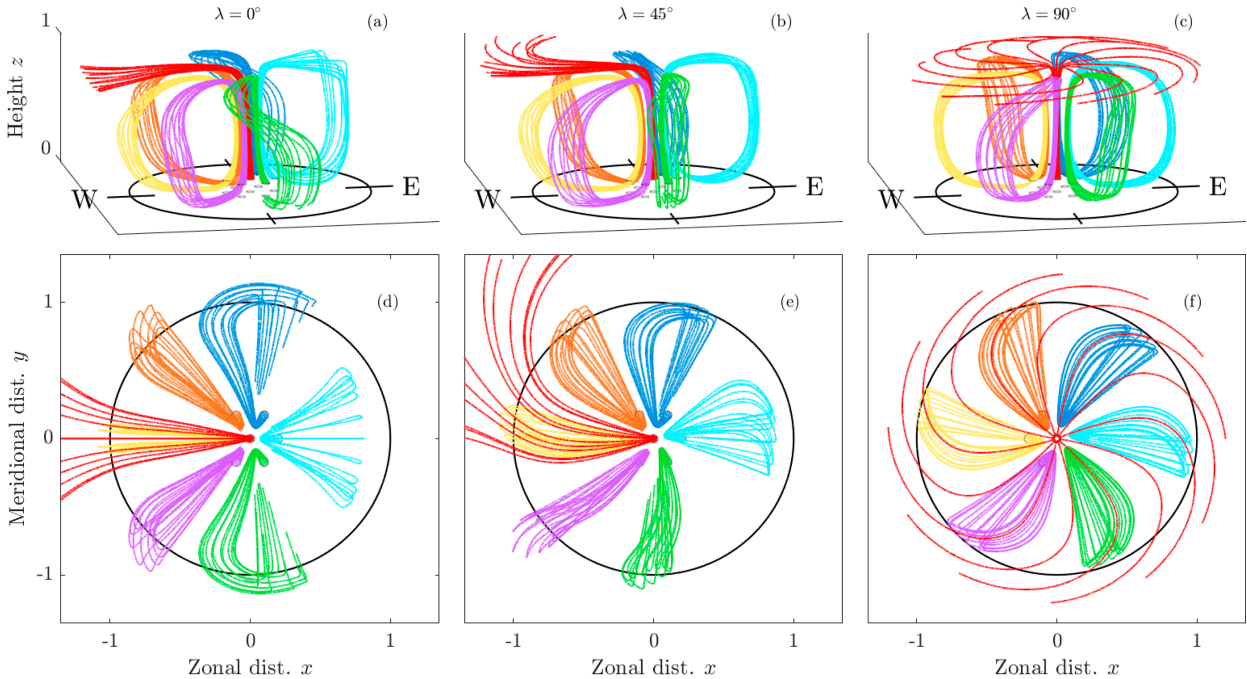 λ = 0°
(a)
λ = 45°
(b)
λ = 90°
(c)
1
Height z
0
W
E
W
E
W
E
(d)
(e)
(f)
1
Meridional dist. y
0
-1
-1
0
1
-1
0
1
-1
0
1
Zonal dist. x
Zonal dist. x
Zonal dist. x